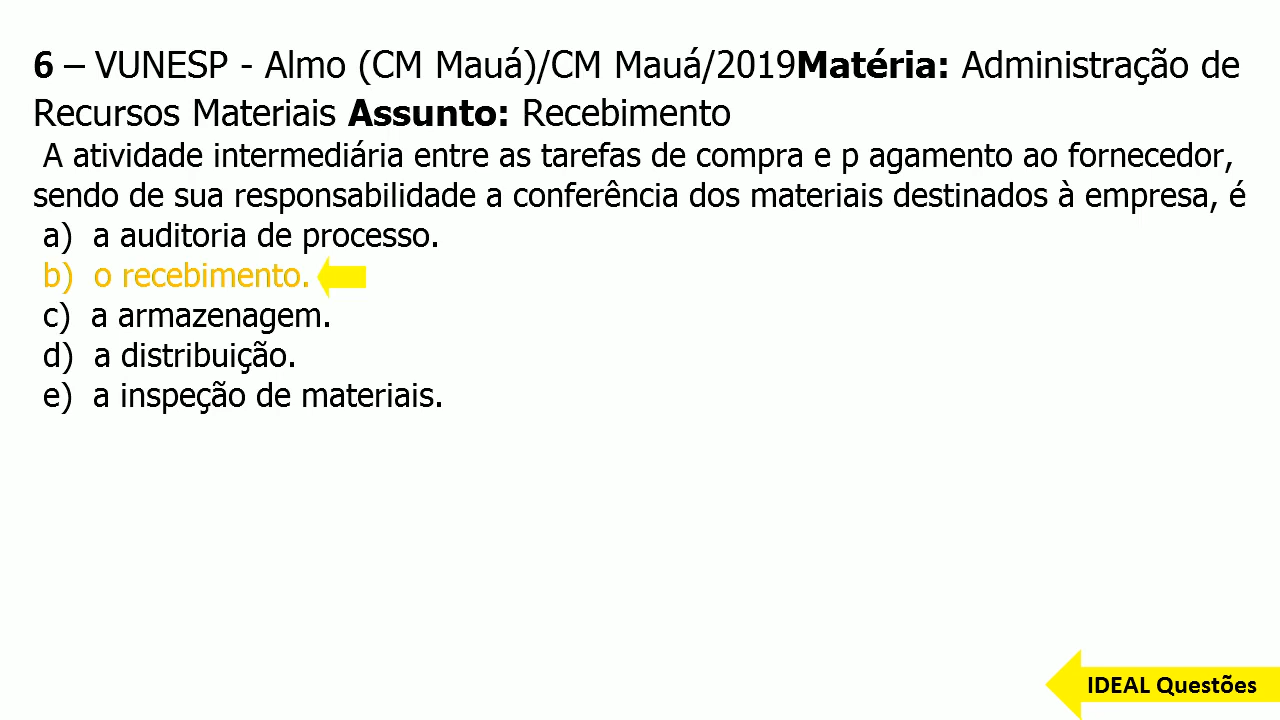 6 – VUNESP - Almo (CM Mauá)/CM Mauá/2019Matéria: Administração de
Recursos Materiais Assunto: Recebimento
A atividade intermediária entre as tarefas de compra e p agamento ao fornecedor,
sendo de sua responsabilidade a conferência dos materiais destinados à empresa, é
a) a auditoria de processo.
b) o recebimento.
c) a armazenagem.
d) a distribuição.
e) a inspeção de materiais.
IDEAL Questões